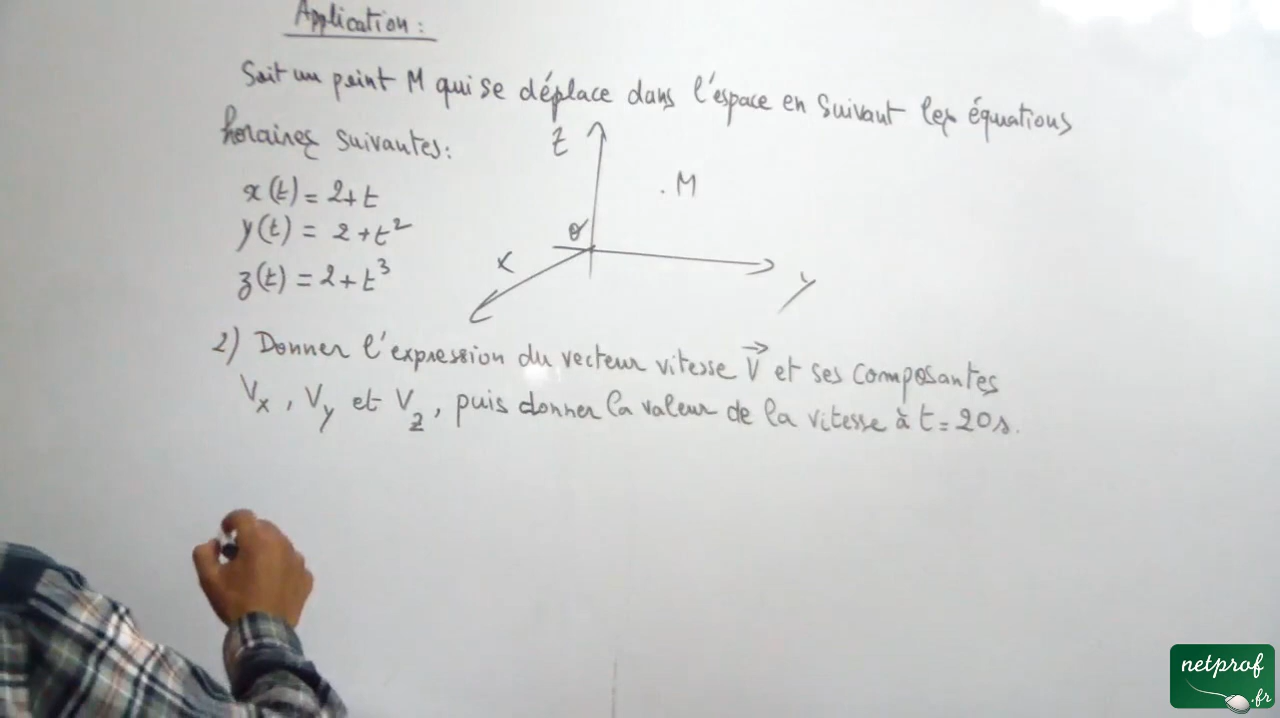 Application :
Soit un point M qui se déplace dans l'espace en suivant les équations
horaires suivantes :
x(t) = 2+t
y(t) = 2+t²
z(t) = 2+t³
z
. M
O
x
y
2) Donner l'expression du vecteur vitesse V⃗ et ses composantes
Vx, Vy et Vz, puis donner la valeur de la vitesse à t = 20s.
netprof
.fr